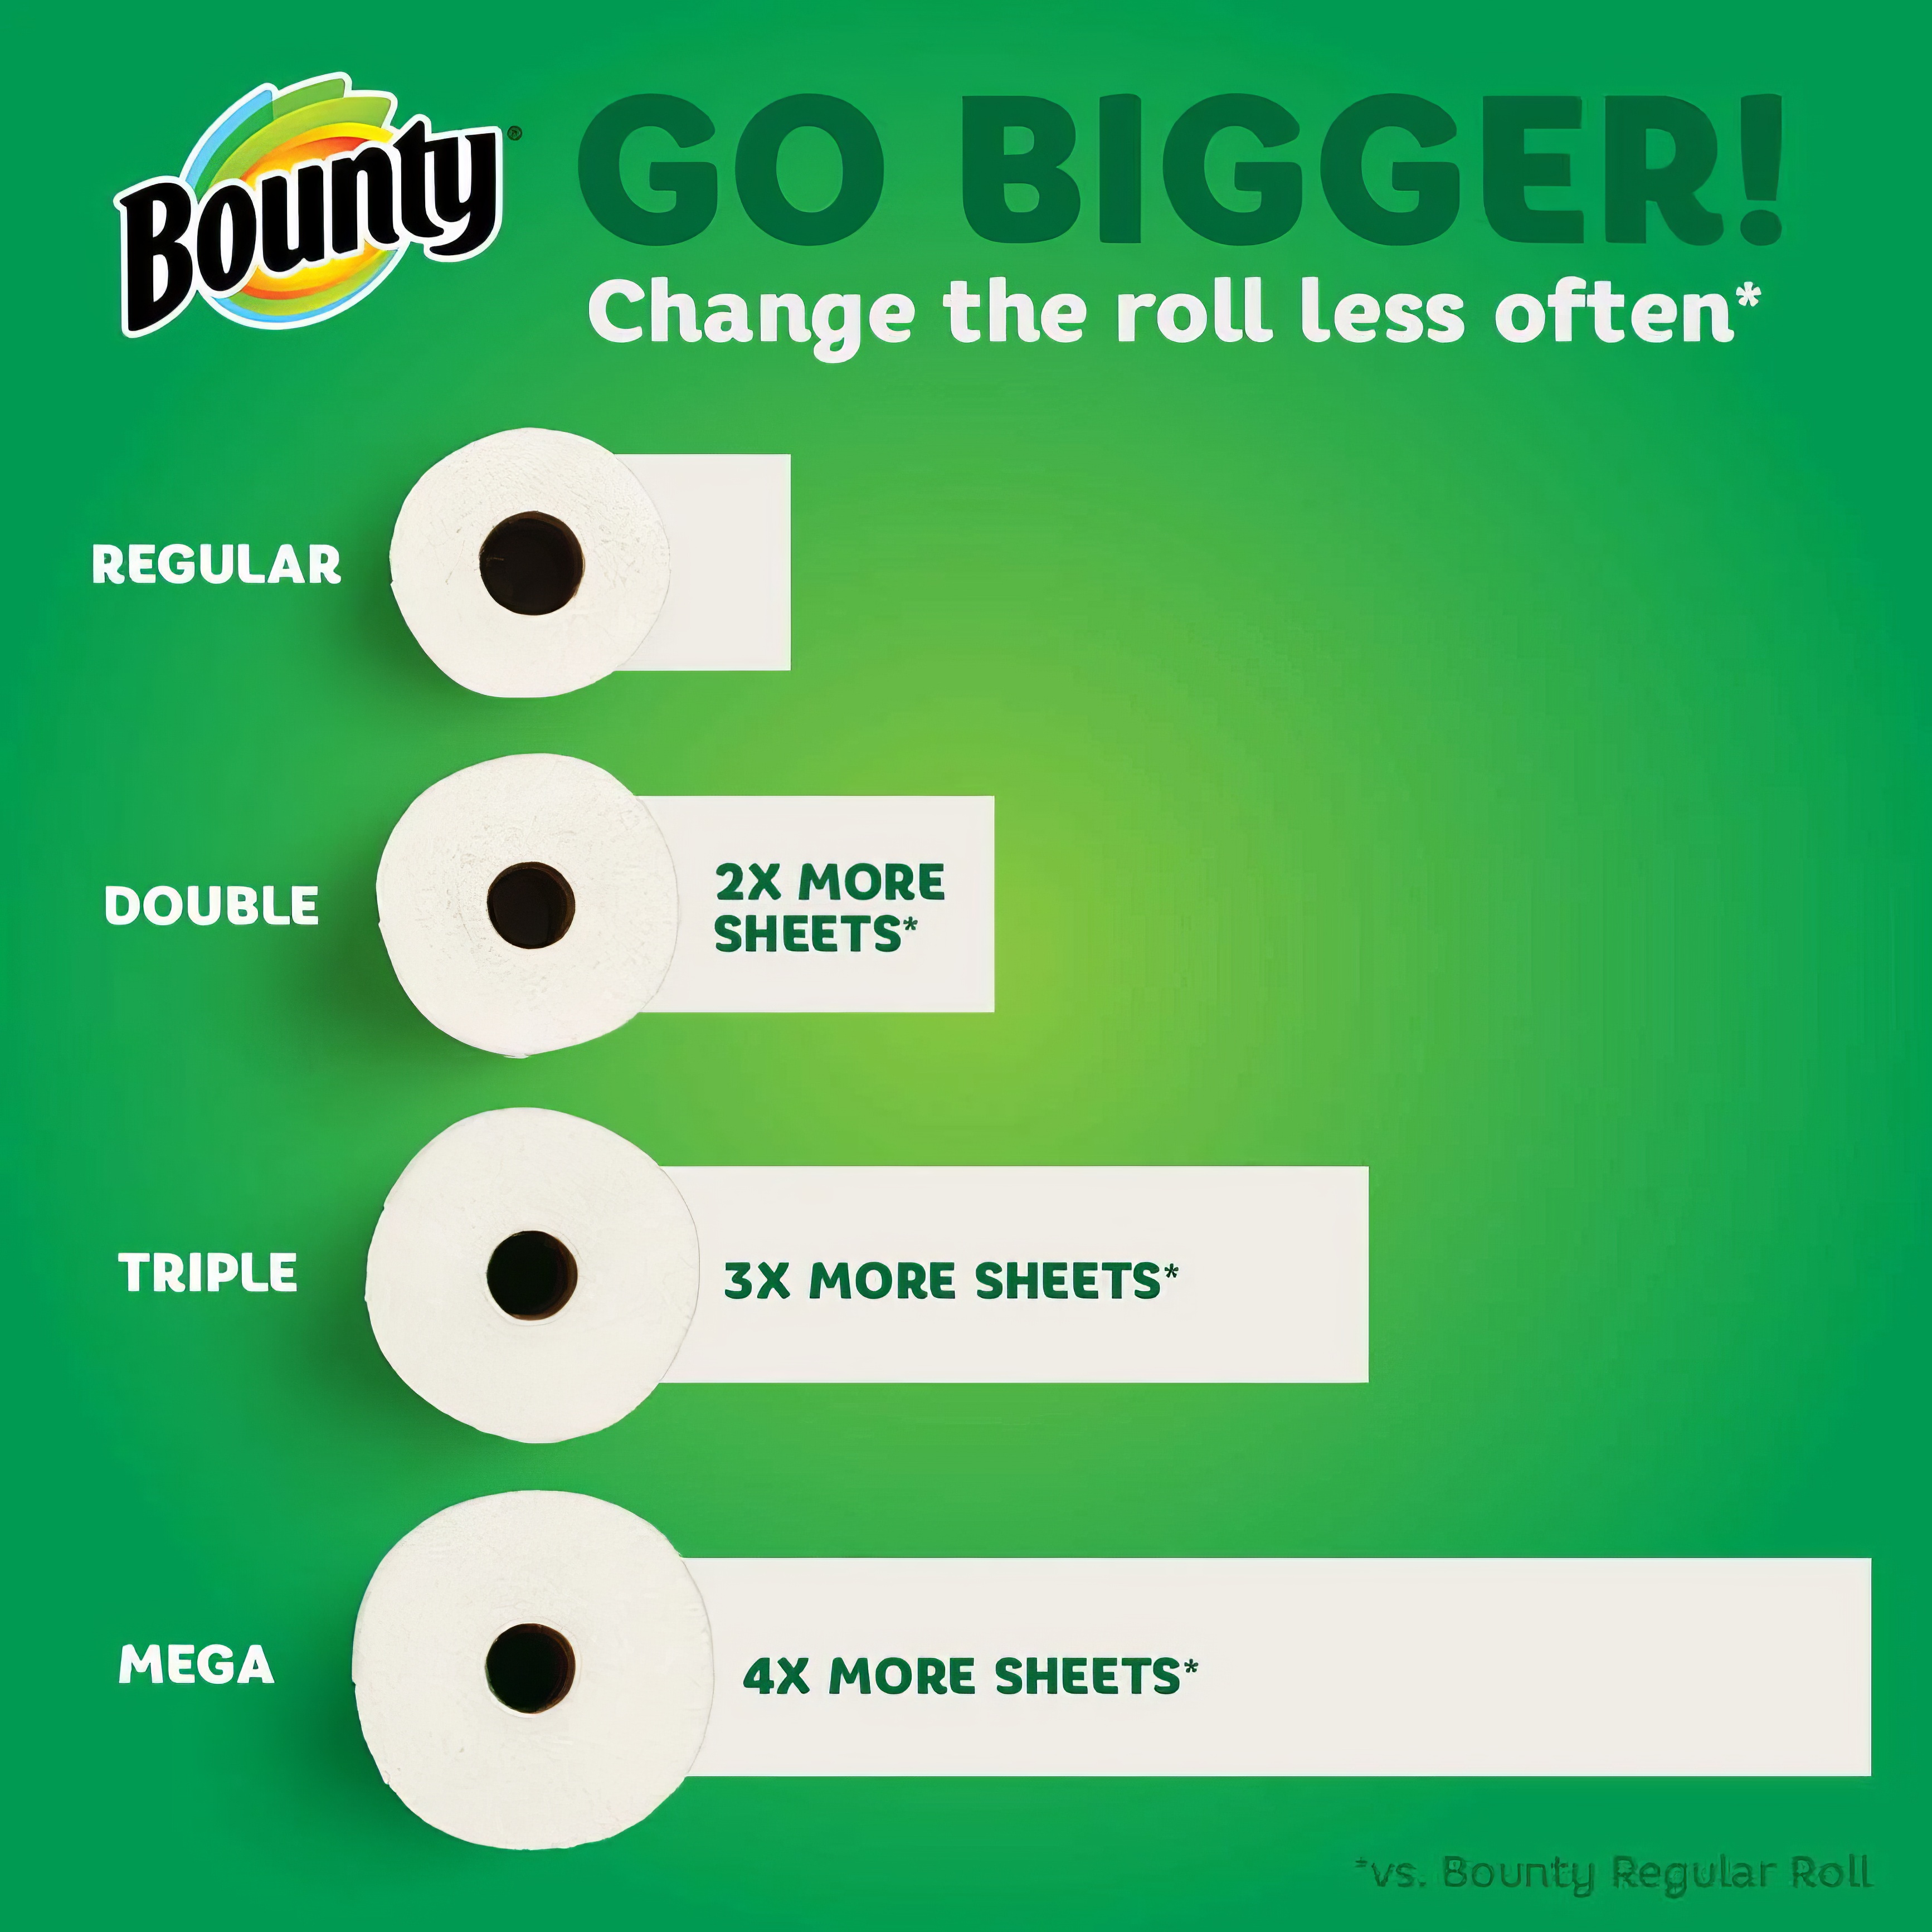 Bounty®
GO BIGGER!
Change the roll less often*
REGULAR
DOUBLE
2X MORE
SHEETS*
TRIPLE
3X MORE SHEETS*
MEGA
4X MORE SHEETS*
*vs. Bounty Regular Roll